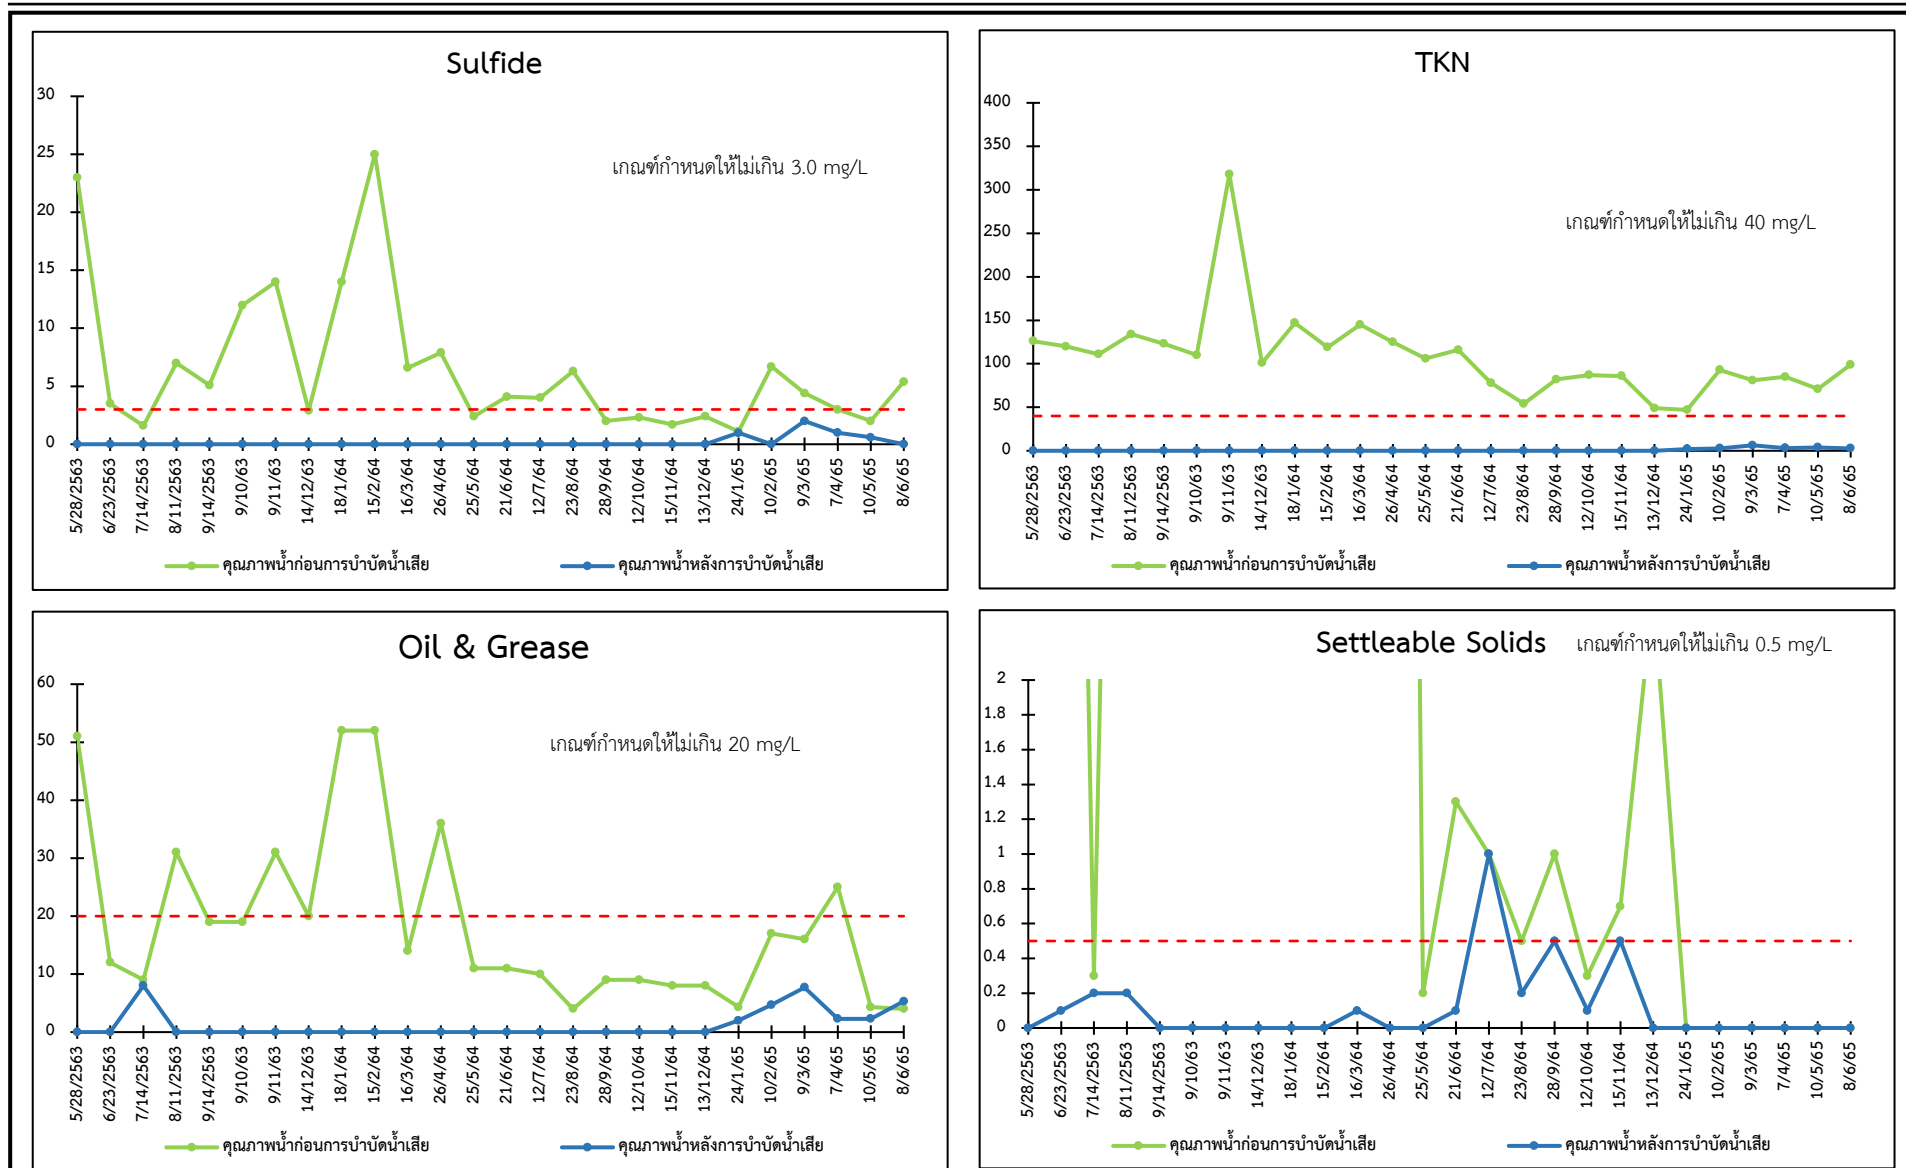 Sulfide
เกณฑ์กำหนดให้ไม่เกิน 3.0 mg/L
30
25
20
15
10
5
0
5/28/2563 6/23/2563 7/14/2563 8/11/2563 9/14/2563 9/10/63 9/11/63 14/12/63 18/1/64 15/2/64 16/3/64 26/4/64 25/5/64 21/6/64 12/7/64 23/8/64 28/9/64 12/10/64 15/11/64 13/12/64 24/1/65 10/2/65 9/3/65 7/4/65 10/5/65 8/6/65
คุณภาพน้ำก่อนการบำบัดน้ำเสีย คุณภาพน้ำหลังการบำบัดน้ำเสีย
TKN
เกณฑ์กำหนดให้ไม่เกิน 40 mg/L
400
350
300
250
200
150
100
50
0
5/28/2563 6/23/2563 7/14/2563 8/11/2563 9/14/2563 9/10/63 9/11/63 14/12/63 18/1/64 15/2/64 16/3/64 26/4/64 25/5/64 21/6/64 12/7/64 23/8/64 28/9/64 12/10/64 15/11/64 13/12/64 24/1/65 10/2/65 9/3/65 7/4/65 10/5/65 8/6/65
คุณภาพน้ำก่อนการบำบัดน้ำเสีย คุณภาพน้ำหลังการบำบัดน้ำเสีย
Oil & Grease
เกณฑ์กำหนดให้ไม่เกิน 20 mg/L
60
50
40
30
20
10
0
5/28/2563 6/23/2563 7/14/2563 8/11/2563 9/14/2563 9/10/63 9/11/63 14/12/63 18/1/64 15/2/64 16/3/64 26/4/64 25/5/64 21/6/64 12/7/64 23/8/64 28/9/64 12/10/64 15/11/64 13/12/64 24/1/65 10/2/65 9/3/65 7/4/65 10/5/65 8/6/65
คุณภาพน้ำก่อนการบำบัดน้ำเสีย คุณภาพน้ำหลังการบำบัดน้ำเสีย
Settleable Solids เกณฑ์กำหนดให้ไม่เกิน 0.5 mg/L
2
1.8
1.6
1.4
1.2
1
0.8
0.6
0.4
0.2
0
5/28/2563 6/23/2563 7/14/2563 8/11/2563 9/14/2563 9/10/63 9/11/63 14/12/63 18/1/64 15/2/64 16/3/64 26/4/64 25/5/64 21/6/64 12/7/64 23/8/64 28/9/64 12/10/64 15/11/64 13/12/64 24/1/65 10/2/65 9/3/65 7/4/65 10/5/65 8/6/65
คุณภาพน้ำก่อนการบำบัดน้ำเสีย คุณภาพน้ำหลังการบำบัดน้ำเสีย